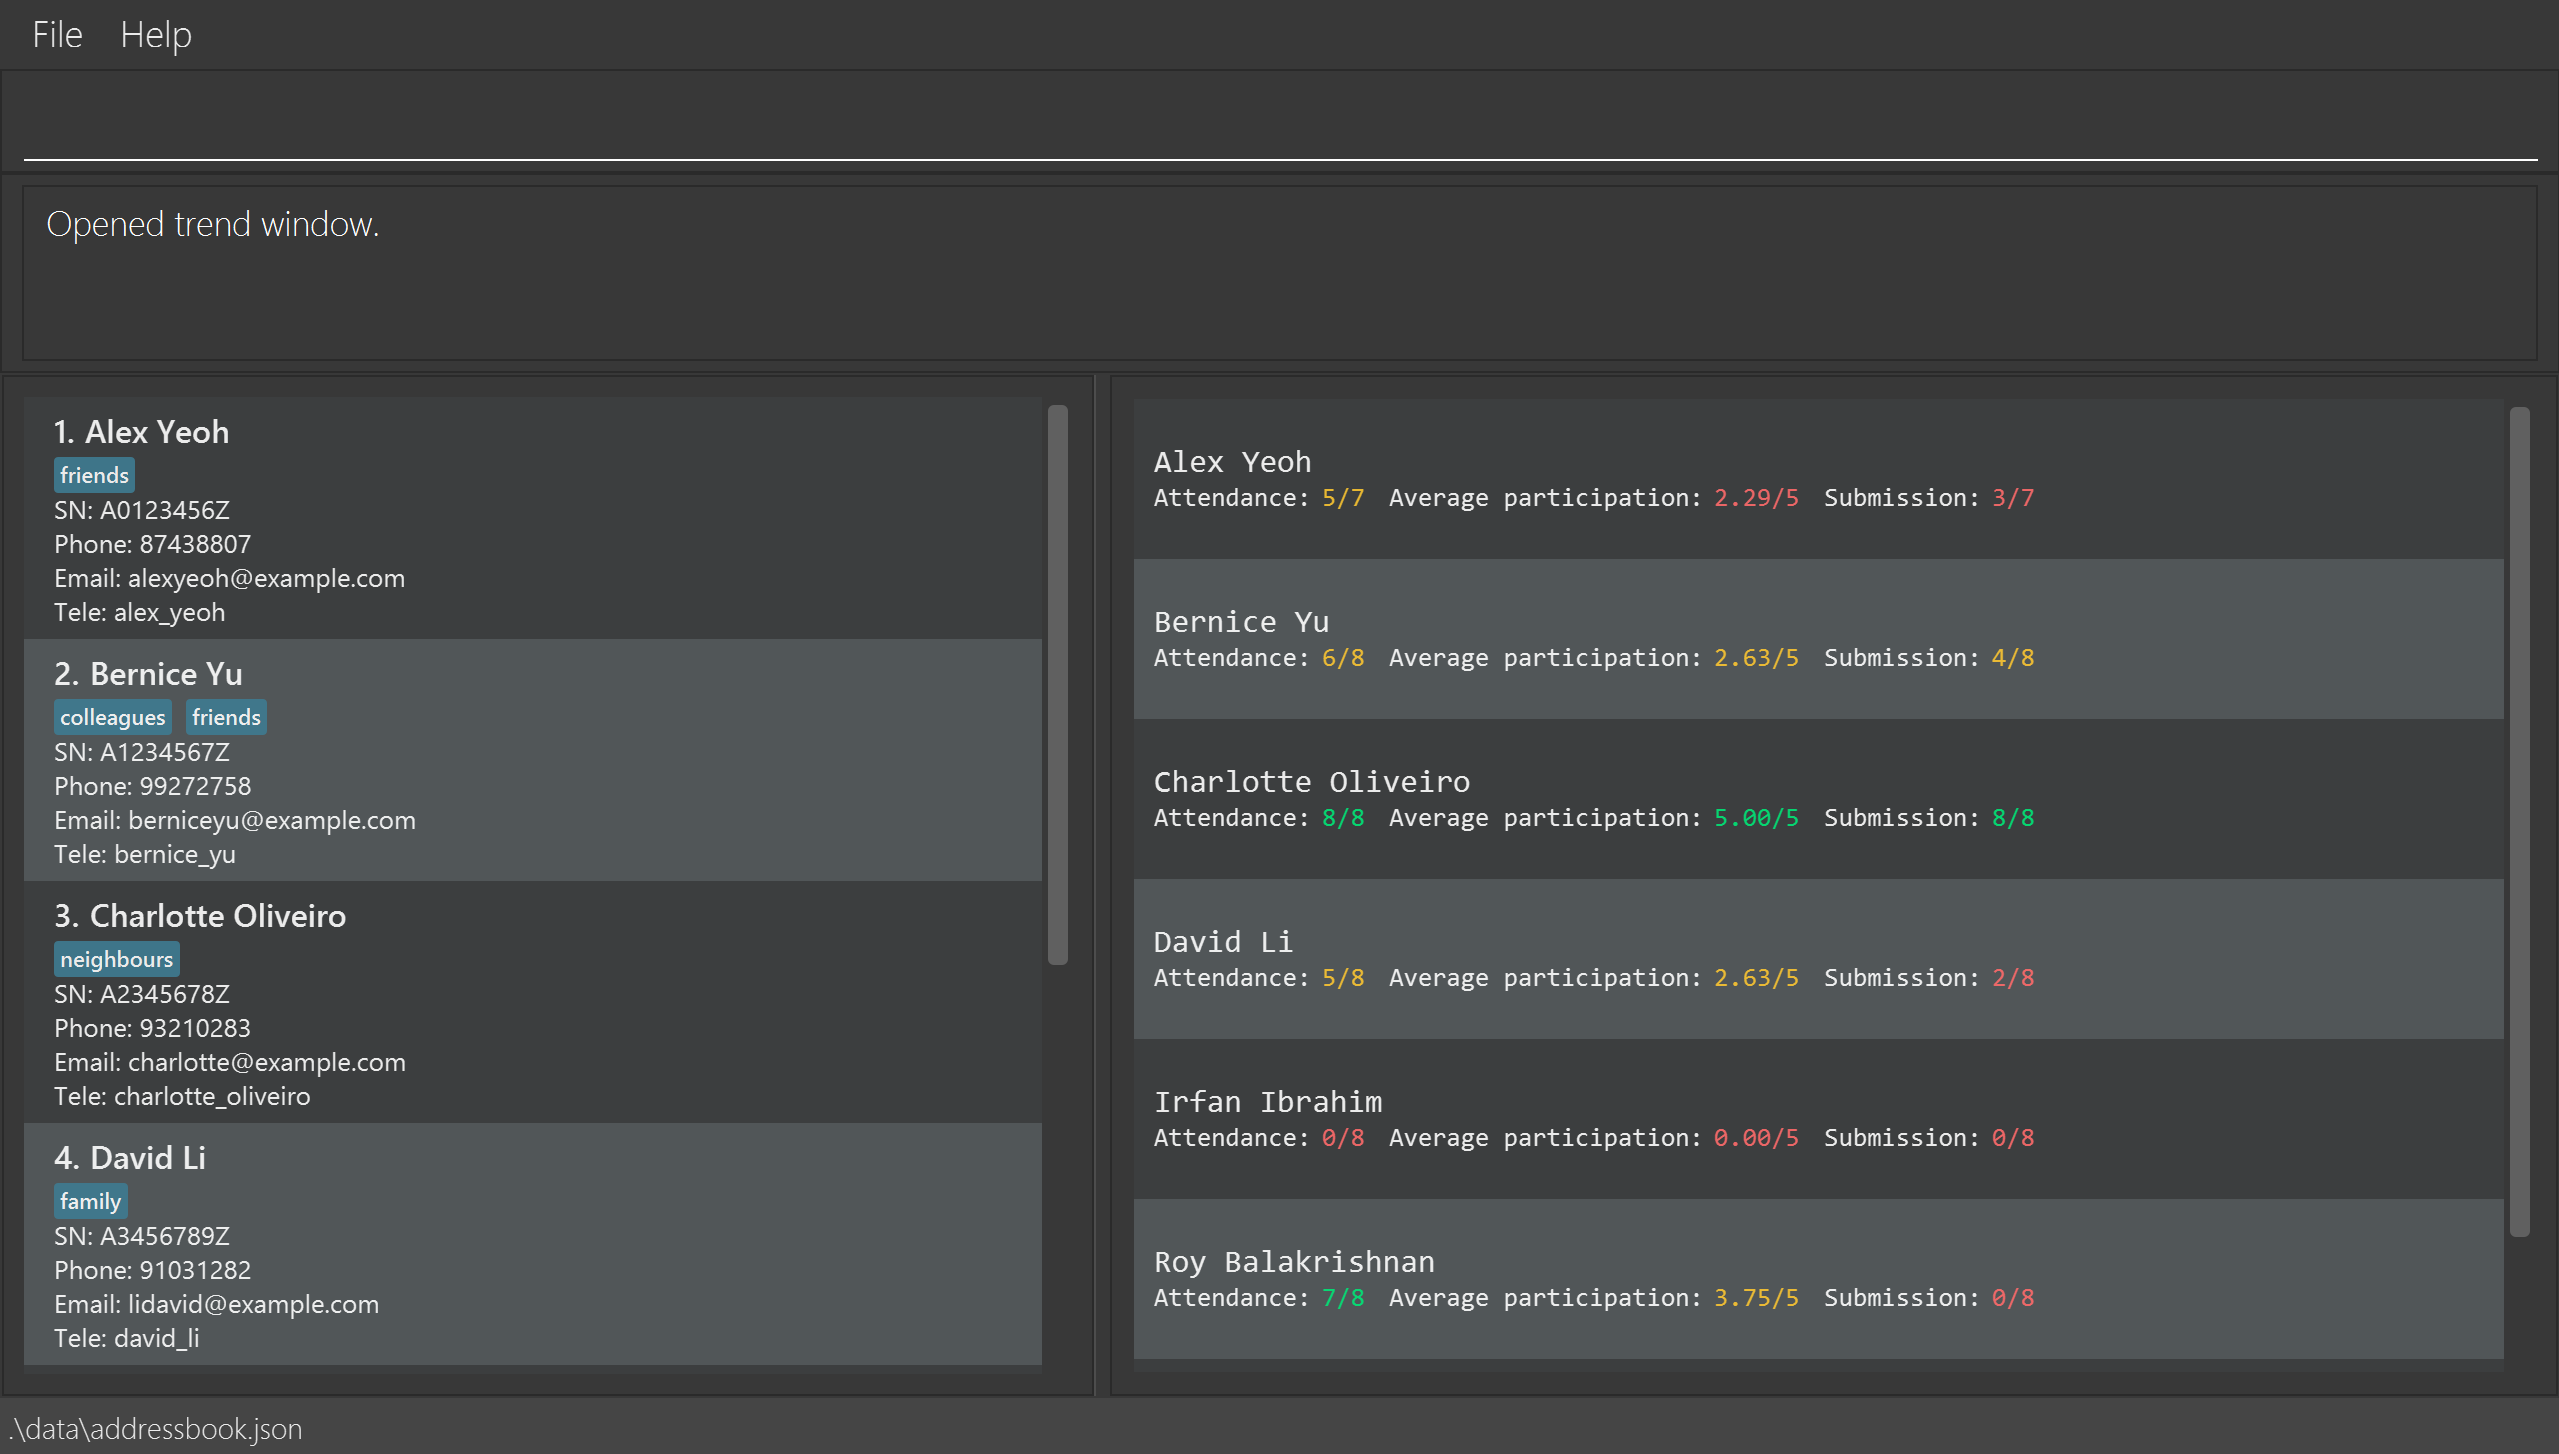 File Help
Opened trend window.
1. Alex Yeoh
friends
SN: A0123456Z
Phone: 87438807
Email: alexyeoh@example.com
Tele: alex_yeoh
2. Bernice Yu
colleagues friends
SN: A1234567Z
Phone: 99272758
Email: berniceyu@example.com
Tele: bernice_yu
3. Charlotte Oliveiro
neighbours
SN: A2345678Z
Phone: 93210283
Email: charlotte@example.com
Tele: charlotte_oliveiro
4. David Li
family
SN: A3456789Z
Phone: 91031282
Email: lidavid@example.com
Tele: david_li
Alex Yeoh
Attendance: 5/7 Average participation: 2.29/5 Submission: 3/7
Bernice Yu
Attendance: 6/8 Average participation: 2.63/5 Submission: 4/8
Charlotte Oliveiro
Attendance: 8/8 Average participation: 5.00/5 Submission: 8/8
David Li
Attendance: 5/8 Average participation: 2.63/5 Submission: 2/8
Irfan Ibrahim
Attendance: 0/8 Average participation: 0.00/5 Submission: 0/8
Roy Balakrishnan
Attendance: 7/8 Average participation: 3.75/5 Submission: 0/8
.\data\addressbook.json